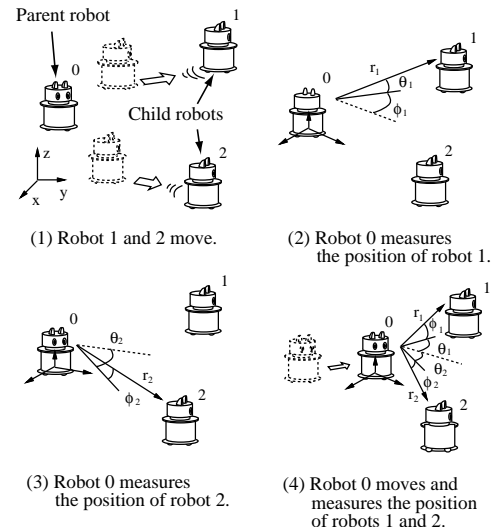 Parent robot
0
1
Child robots
2
z
y
x
(1) Robot 1 and 2 move.
0
1
r1
θ1
ϕ1
2
(2) Robot 0 measures
the position of robot 1.
0
1
θ2
r2
ϕ2
2
(3) Robot 0 measures
the position of robot 2.
0
1
r1
ϕ1
θ1
θ2
ϕ2
r2
2
(4) Robot 0 moves and
measures the position
of robots 1 and 2.